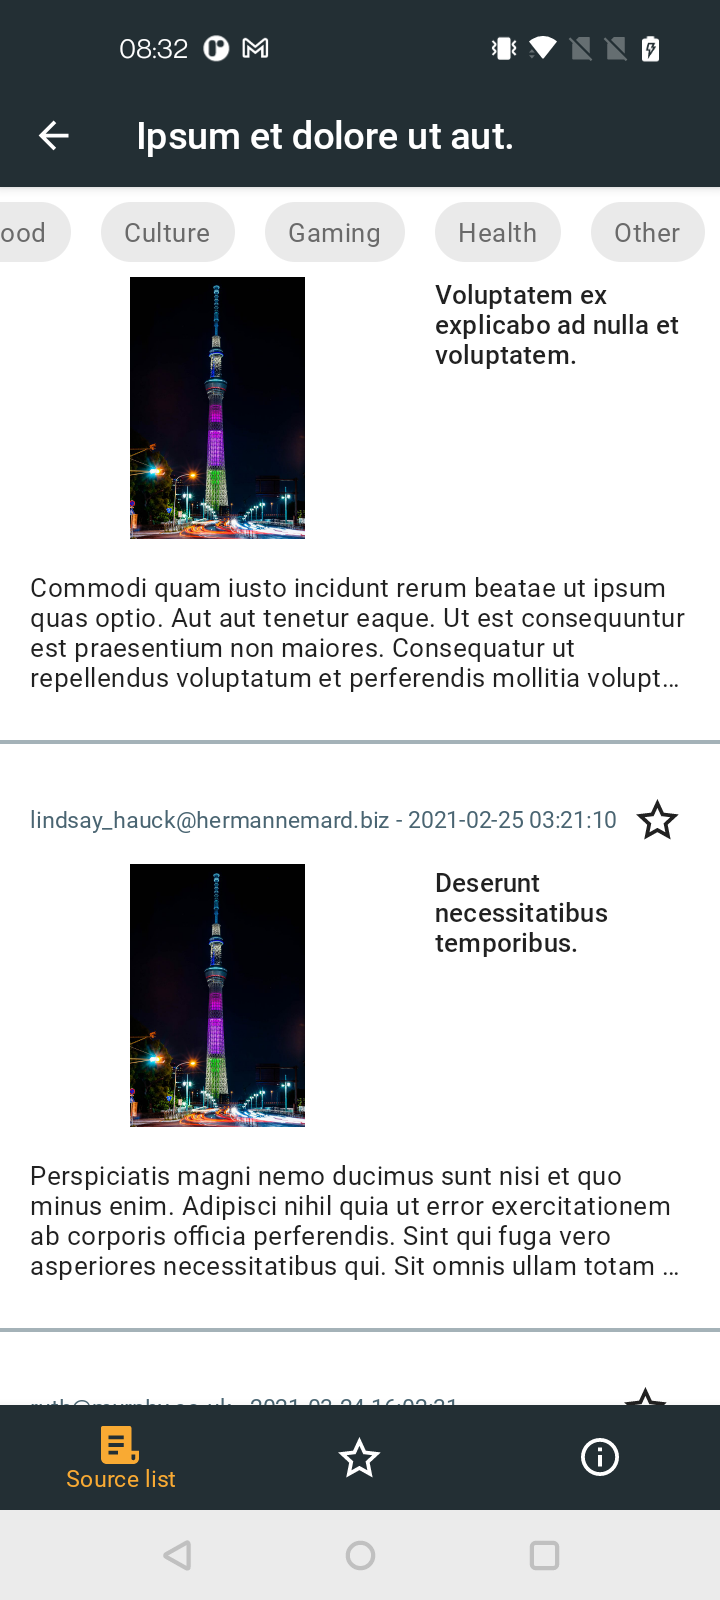 08:32
Ipsum et dolore ut aut.
ood
Culture
Gaming
Health
Other
Voluptatem ex
explicabo ad nulla et
voluptatem.
Commodi quam iusto incidunt rerum beatae ut ipsum
quas optio. Aut aut tenetur eaque. Ut est consequuntur
est praesentium non maiores. Consequatur ut
repellendus voluptatum et perferendis mollitia volupt...
lindsay_hauck@hermannemard.biz - 2021-02-25 03:21:10
Deserunt
necessitatibus
temporibus.
Perspiciatis magni nemo ducimus sunt nisi et quo
minus enim. Adipisci nihil quia ut error exercitationem
ab corporis officia perferendis. Sint qui fuga vero
asperiores necessitatibus qui. Sit omnis ullam totam ...
Source list